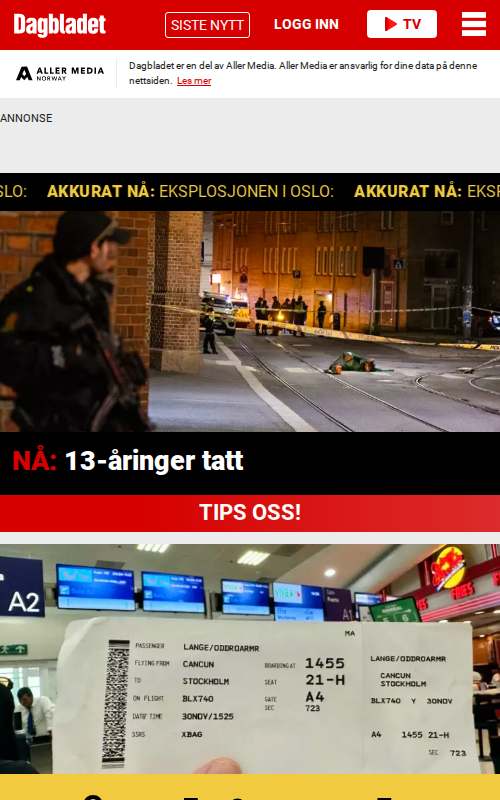 Dagbladet
SISTE NYTT
LOGG INN
TV
ALLER MEDIA
NORWAY
Dagbladet er en del av Aller Media. Aller Media er ansvarlig for dine data på denne
nettsiden. Les mer
ANNONSE
SLO: AKKURAT NÅ: EKSPLOSJONEN I OSLO: AKKURAT NÅ: EKSP
NÅ: 13-åringer tatt
TIPS OSS!
A2
A1
MA
PASSENGER LANGE/ODDROARMR
FLYING FROM CANCUN
TO STOCKHOLM
ON FLIGHT BLX740
DATE/ TIME 30NOV/1525
SSRS XBAG
BOARDING AT 1455
SEAT 21-H
GATE A4
SEC 723
LANGE/ODDROARMR
CANCUN
STOCKHOLM
BLX740 Y 30NOV
A4 1455 21-H
SEC 723